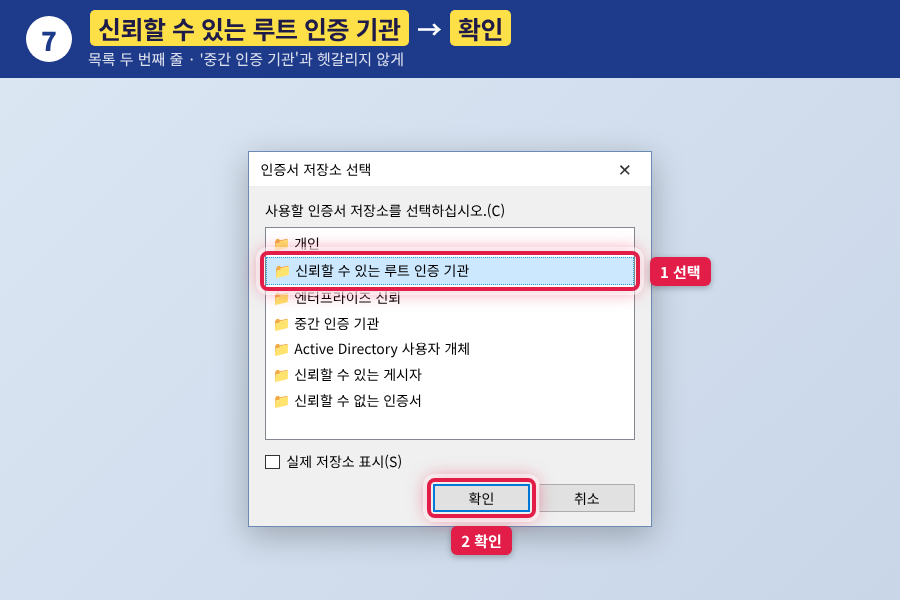 7
신뢰할 수 있는 루트 인증 기관 → 확인
목록 두 번째 줄 · '중간 인증 기관'과 헷갈리지 않게
인증서 저장소 선택
사용할 인증서 저장소를 선택하십시오.(C)
개인
신뢰할 수 있는 루트 인증 기관
1 선택
엔터프라이즈 신뢰
중간 인증 기관
Active Directory 사용자 개체
신뢰할 수 있는 게시자
신뢰할 수 없는 인증서
실제 저장소 표시(S)
확인 취소
2 확인